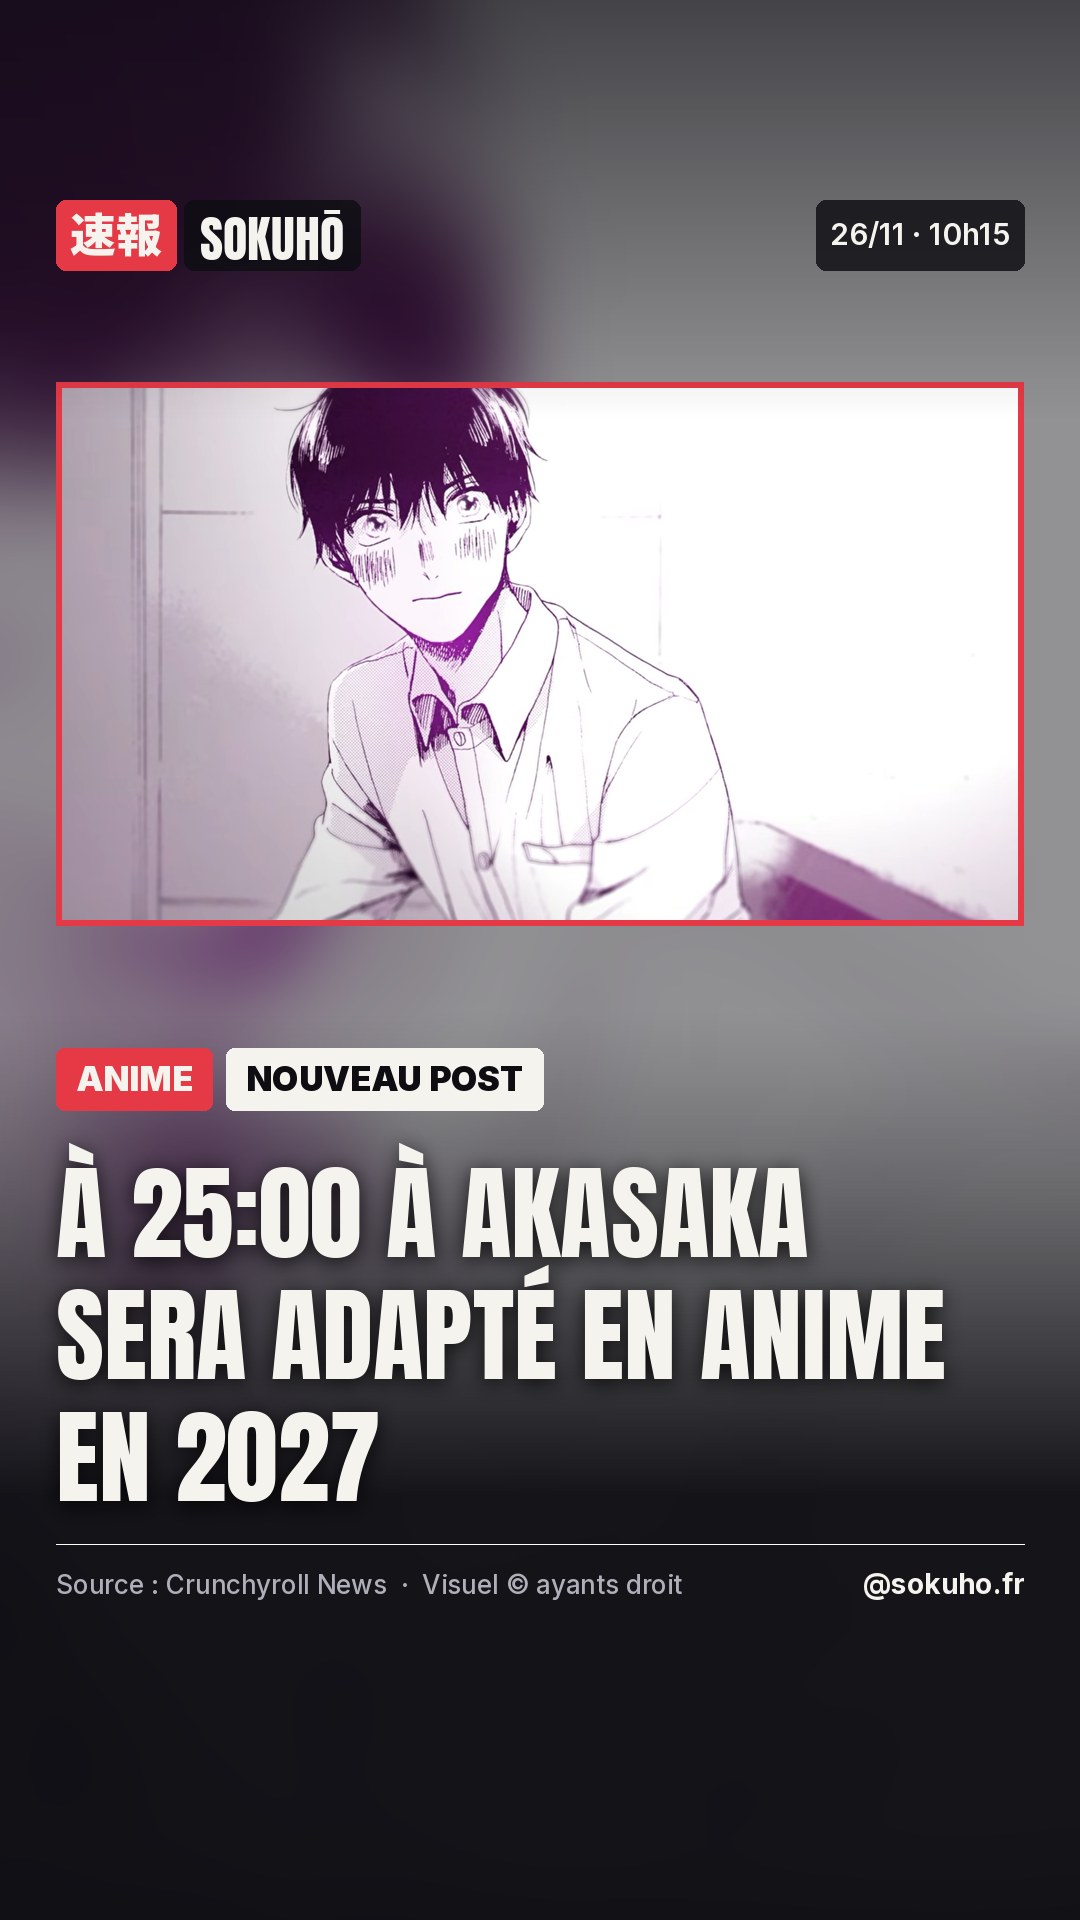 速報 SOKUHŌ
26/11 · 10h15
ANIME
NOUVEAU POST
À 25:00 À AKASAKA
SERA ADAPTÉ EN ANIME
EN 2027
Source : Crunchyroll News · Visuel © ayants droit
@sokuho.fr